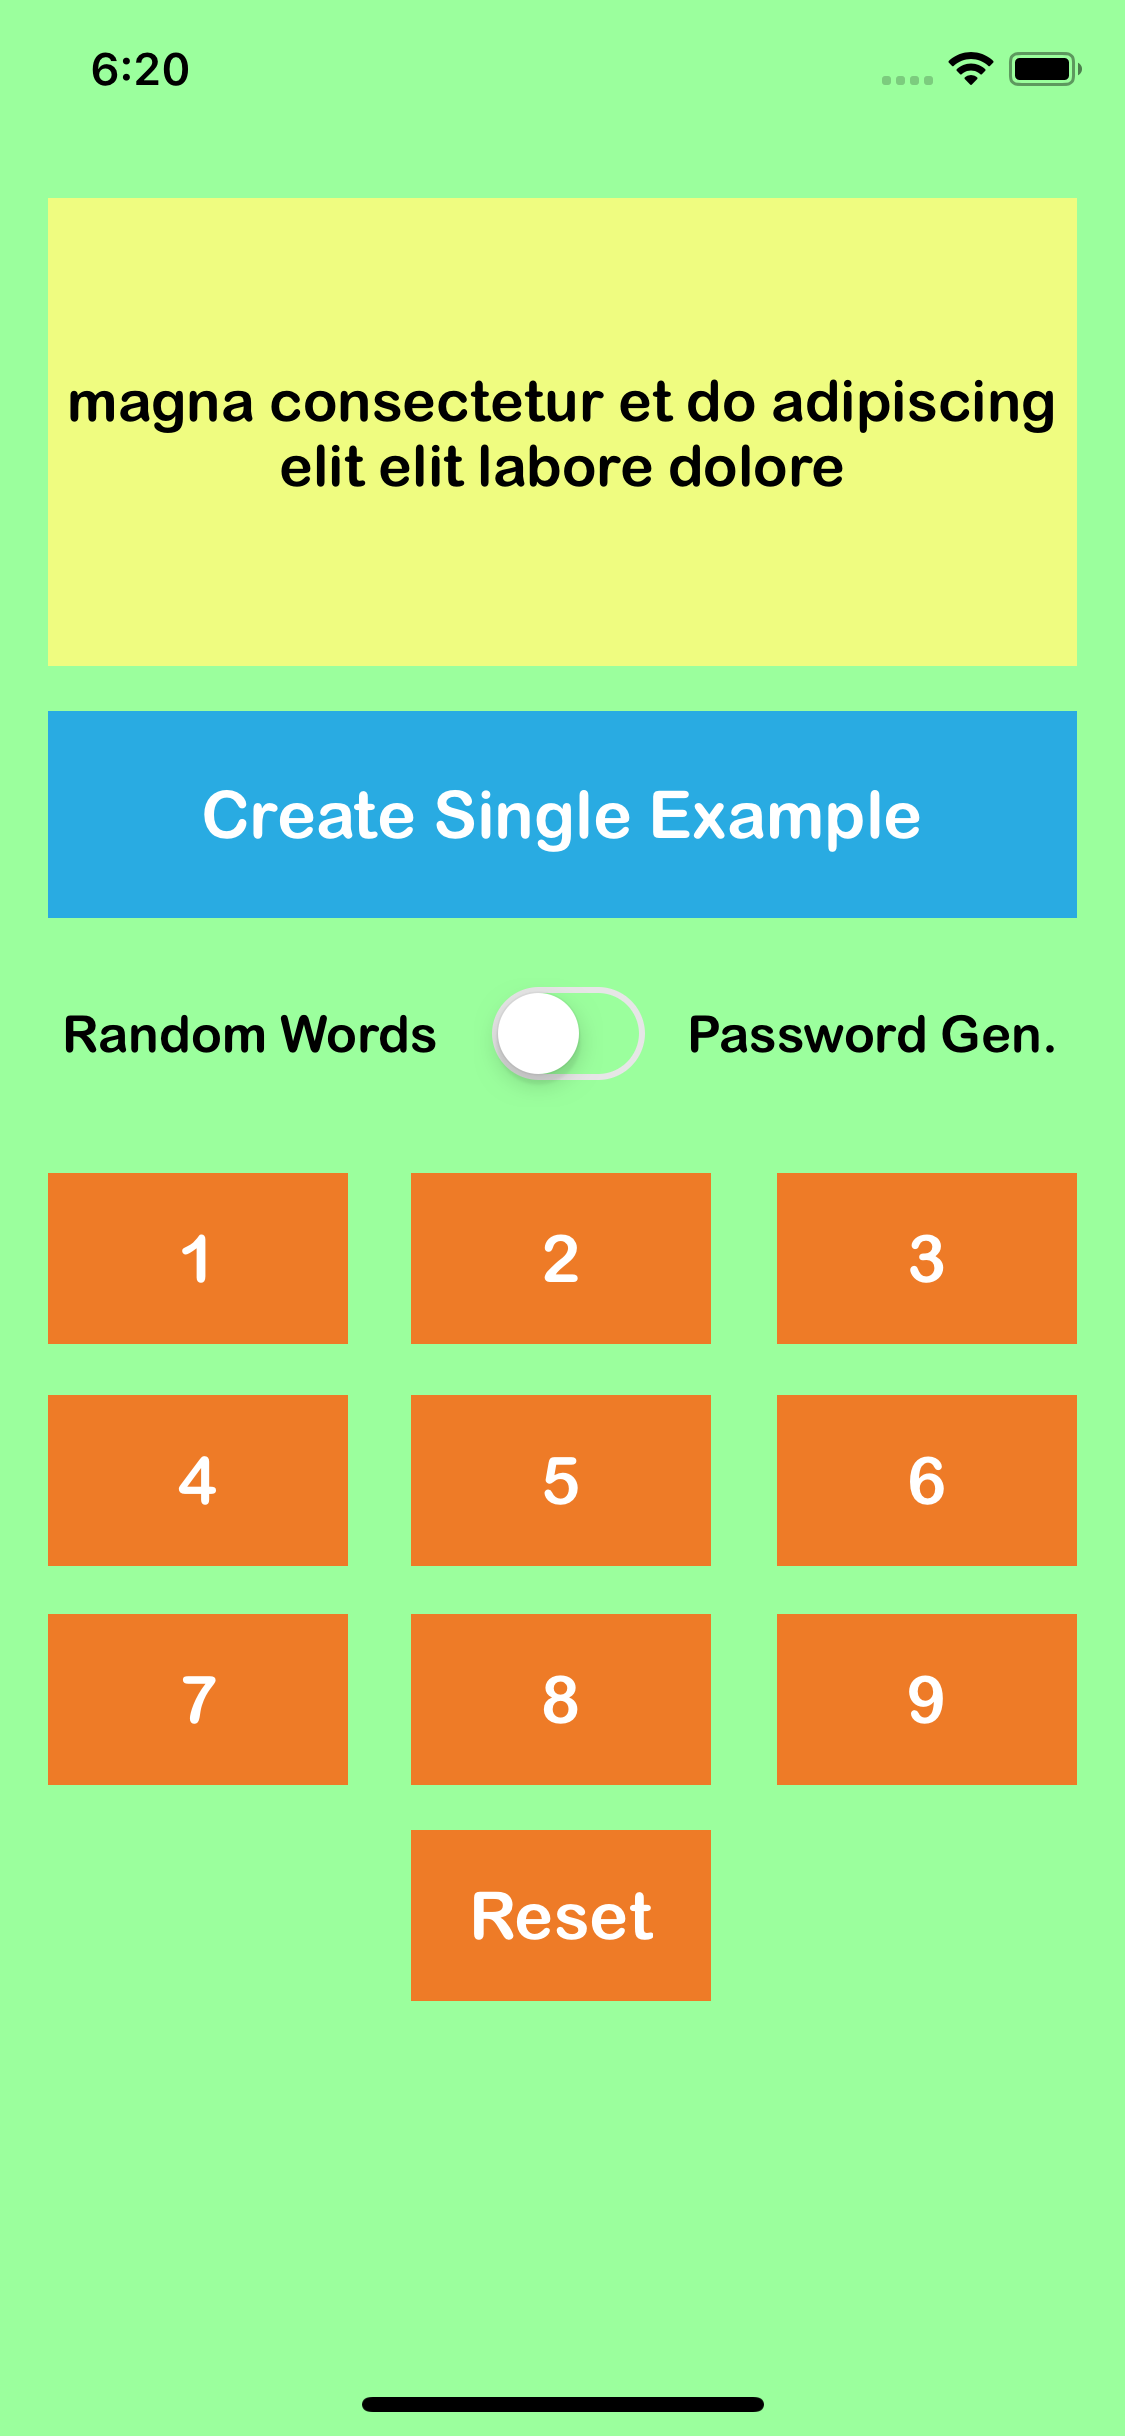 6:20
magna consectetur et do adipiscing
elit elit labore dolore
Create Single Example
Random Words Password Gen.
1 2 3
4 5 6
7 8 9
Reset